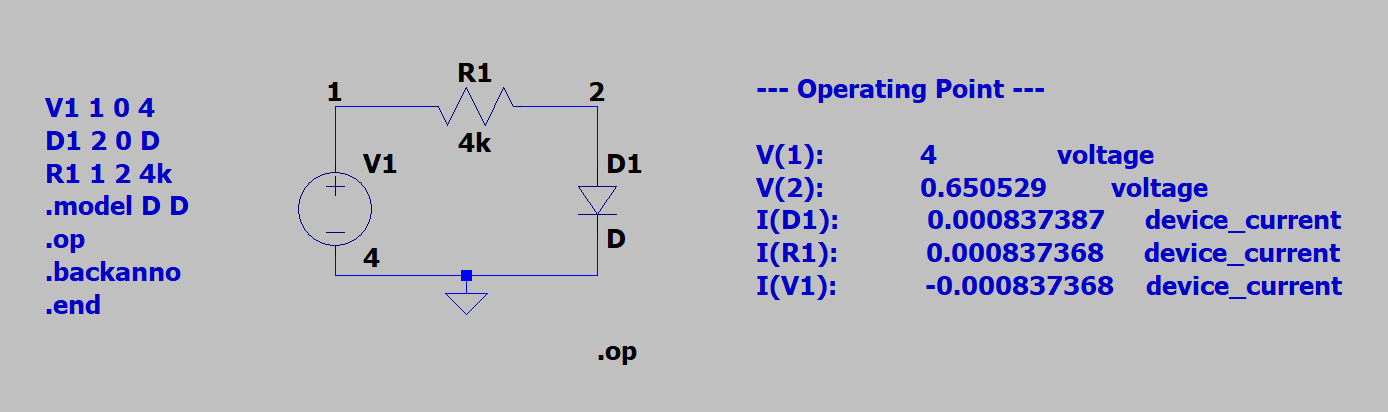 V1 1 0 4
D1 2 0 D
R1 1 2 4k
.model D D
.op
.backanno
.end
R1
1
2
4k
V1
D1
D
4
.op
--- Operating Point ---
V(1): 4 voltage
V(2): 0.650529 voltage
I(D1): 0.000837387 device_current
I(R1): 0.000837368 device_current
I(V1): -0.000837368 device_current